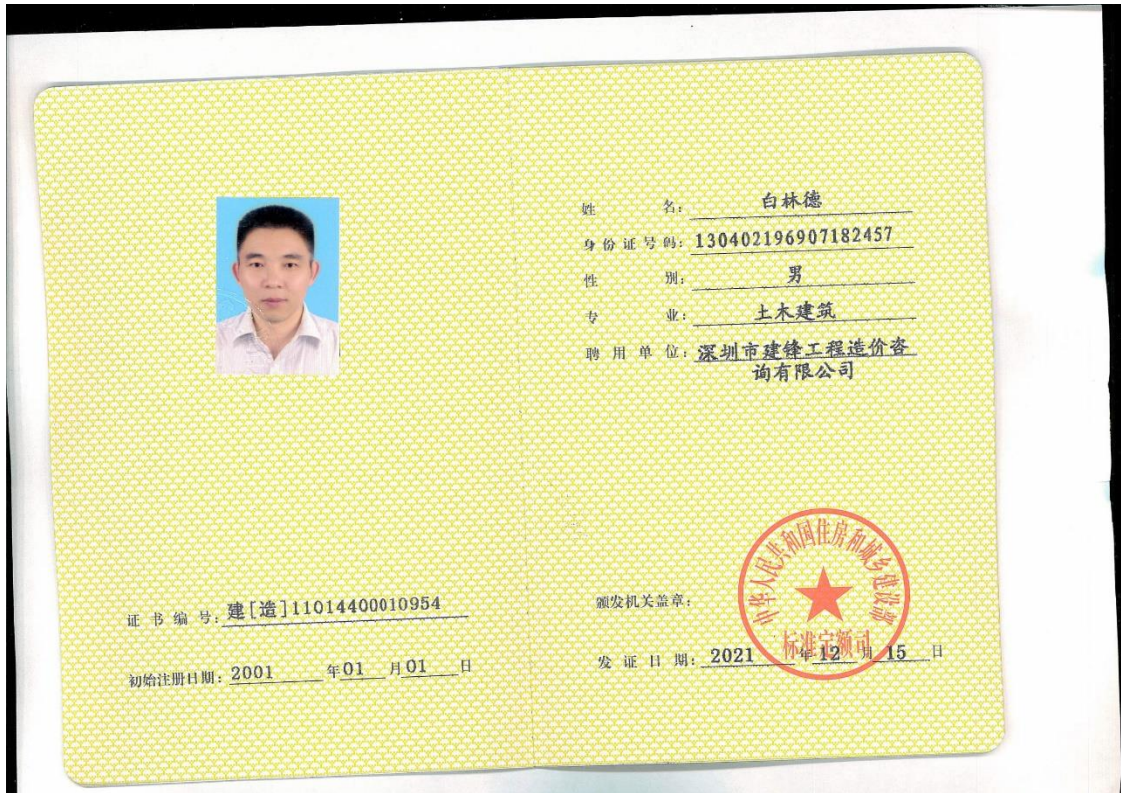 姓名：白林德
身份证号码：130402196907182457
性别：男
专业：土木建筑
聘用单位：深圳市建锋工程造价咨
询有限公司
证书编号：建[造]11014400010954
初始注册日期：2001年01月01日
颁发机关盖章：
中华人民共和国住房和城乡建设部
标准定额司
发证日期：2021年12月15日